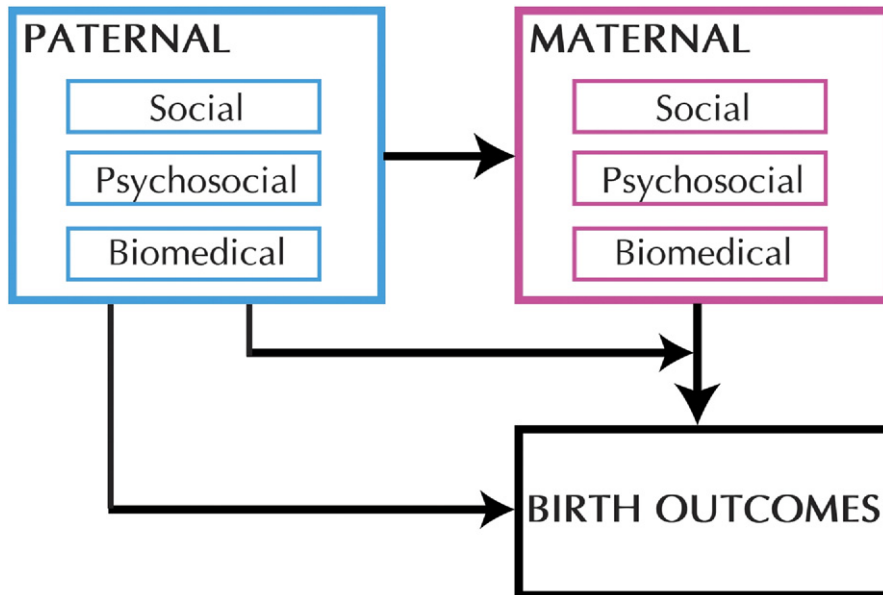 PATERNAL
Social
Psychosocial
Biomedical
MATERNAL
Social
Psychosocial
Biomedical
BIRTH OUTCOMES